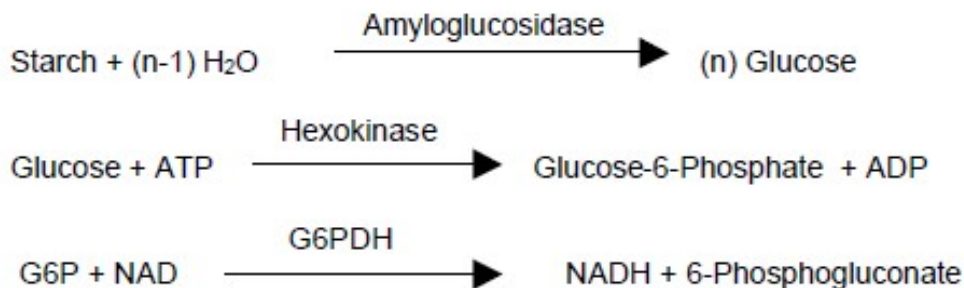 Amyloglucosidase
Starch + (n-1) H₂O (n) Glucose
Hexokinase
Glucose + ATP Glucose-6-Phosphate + ADP
G6PDH
G6P + NAD NADH + 6-Phosphogluconate